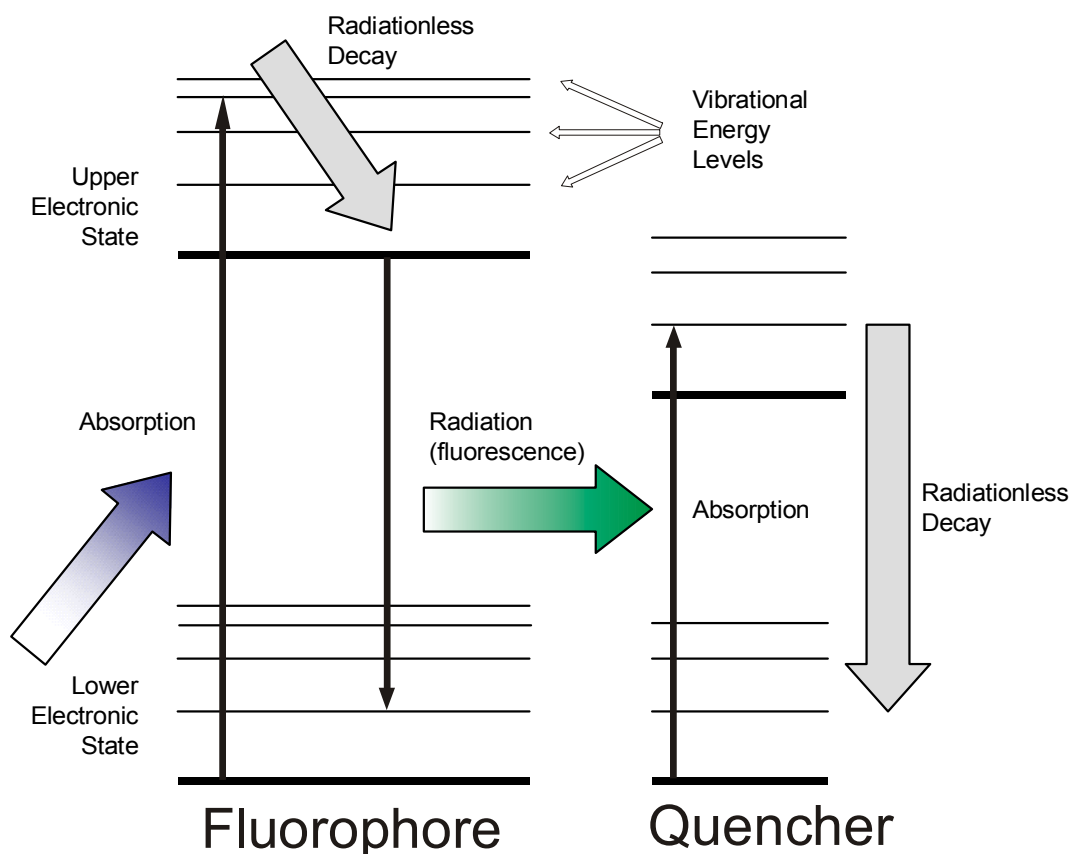 Radiationless
Decay
Vibrational
Energy
Levels
Upper
Electronic
State
Absorption
Radiation
(fluorescence)
Absorption
Radiationless
Decay
Lower
Electronic
State
Fluorophore
Quencher